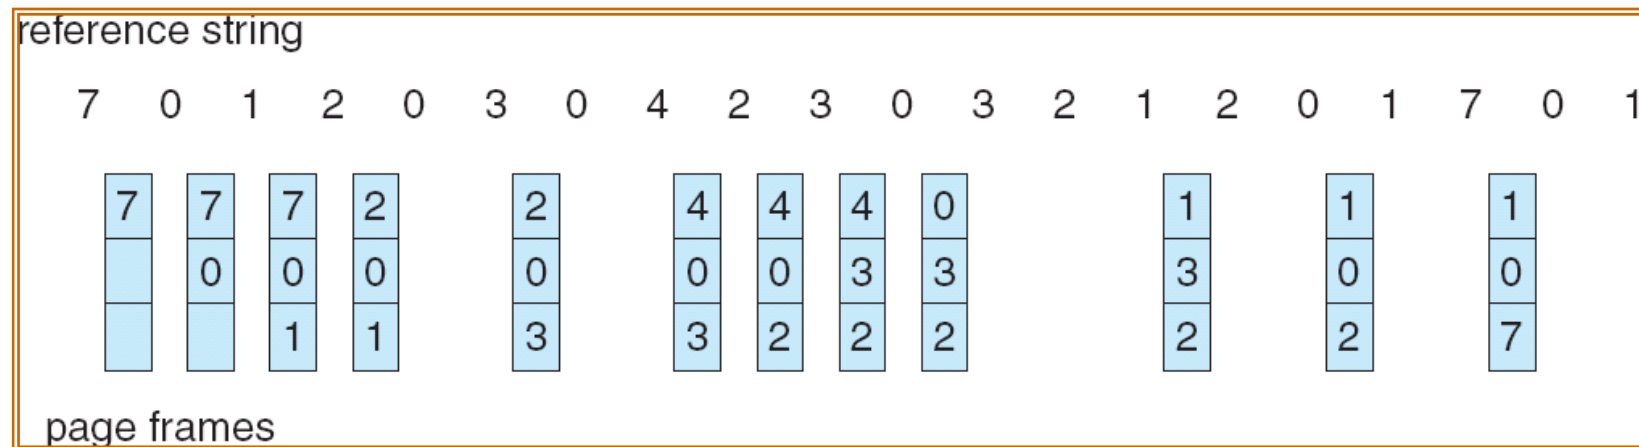 reference string
7 0 1 2 0 3 0 4 2 3 0 3 2 1 2 0 1 7 0 1
7 7 7 2 2 4 4 4 0 1 1 1
0 0 0 0 0 0 3 3 3 0 0
1 1 3 3 2 2 2 2 2 7
page frames